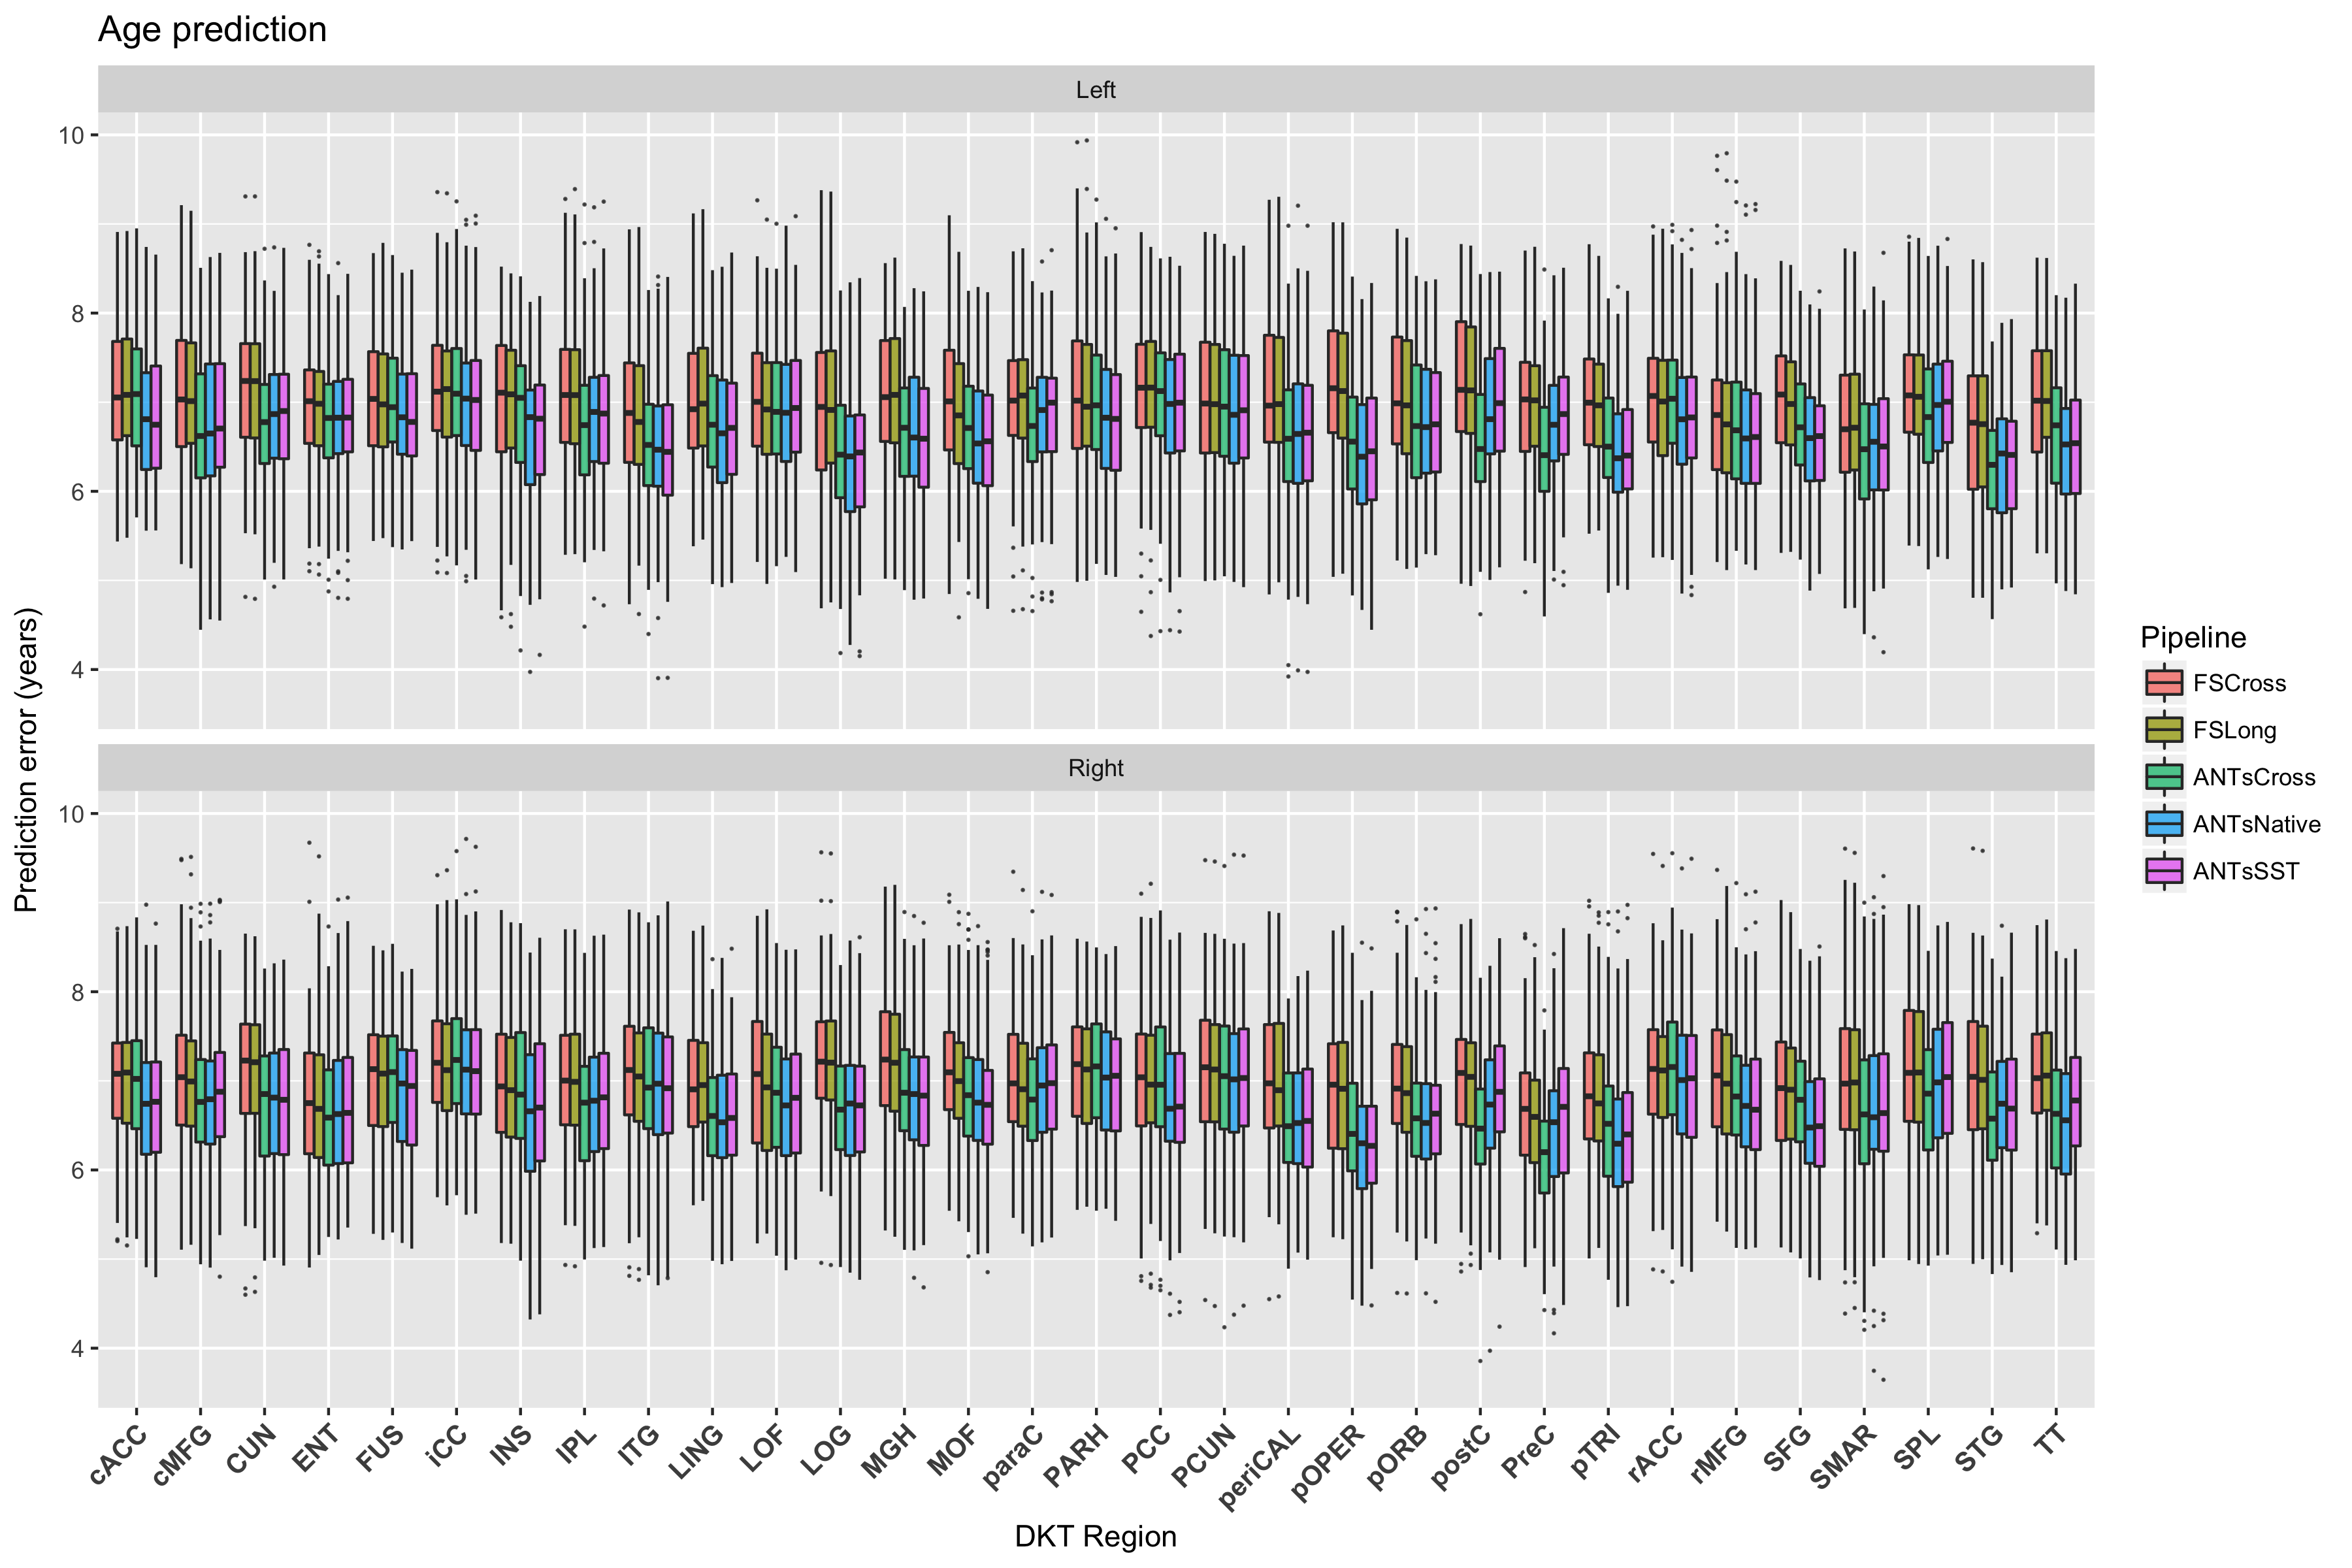 Age prediction
Left
10
8
6
4
Right
10
8
6
4
Prediction error (years)
cACC
cMFG
CUN
ENT
FUS
iCC
INS
IPL
ITG
LING
LOF
LOG
MGH
MOF
paraC
PARH
PCC
PCUN
periCAL
pOPER
pORB
postC
PreC
pTRI
rACC
rMFG
SFG
SMAR
SPL
STG
TT
DKT Region
Pipeline
FSCross
FSLong
ANTsCross
ANTsNative
ANTsSST